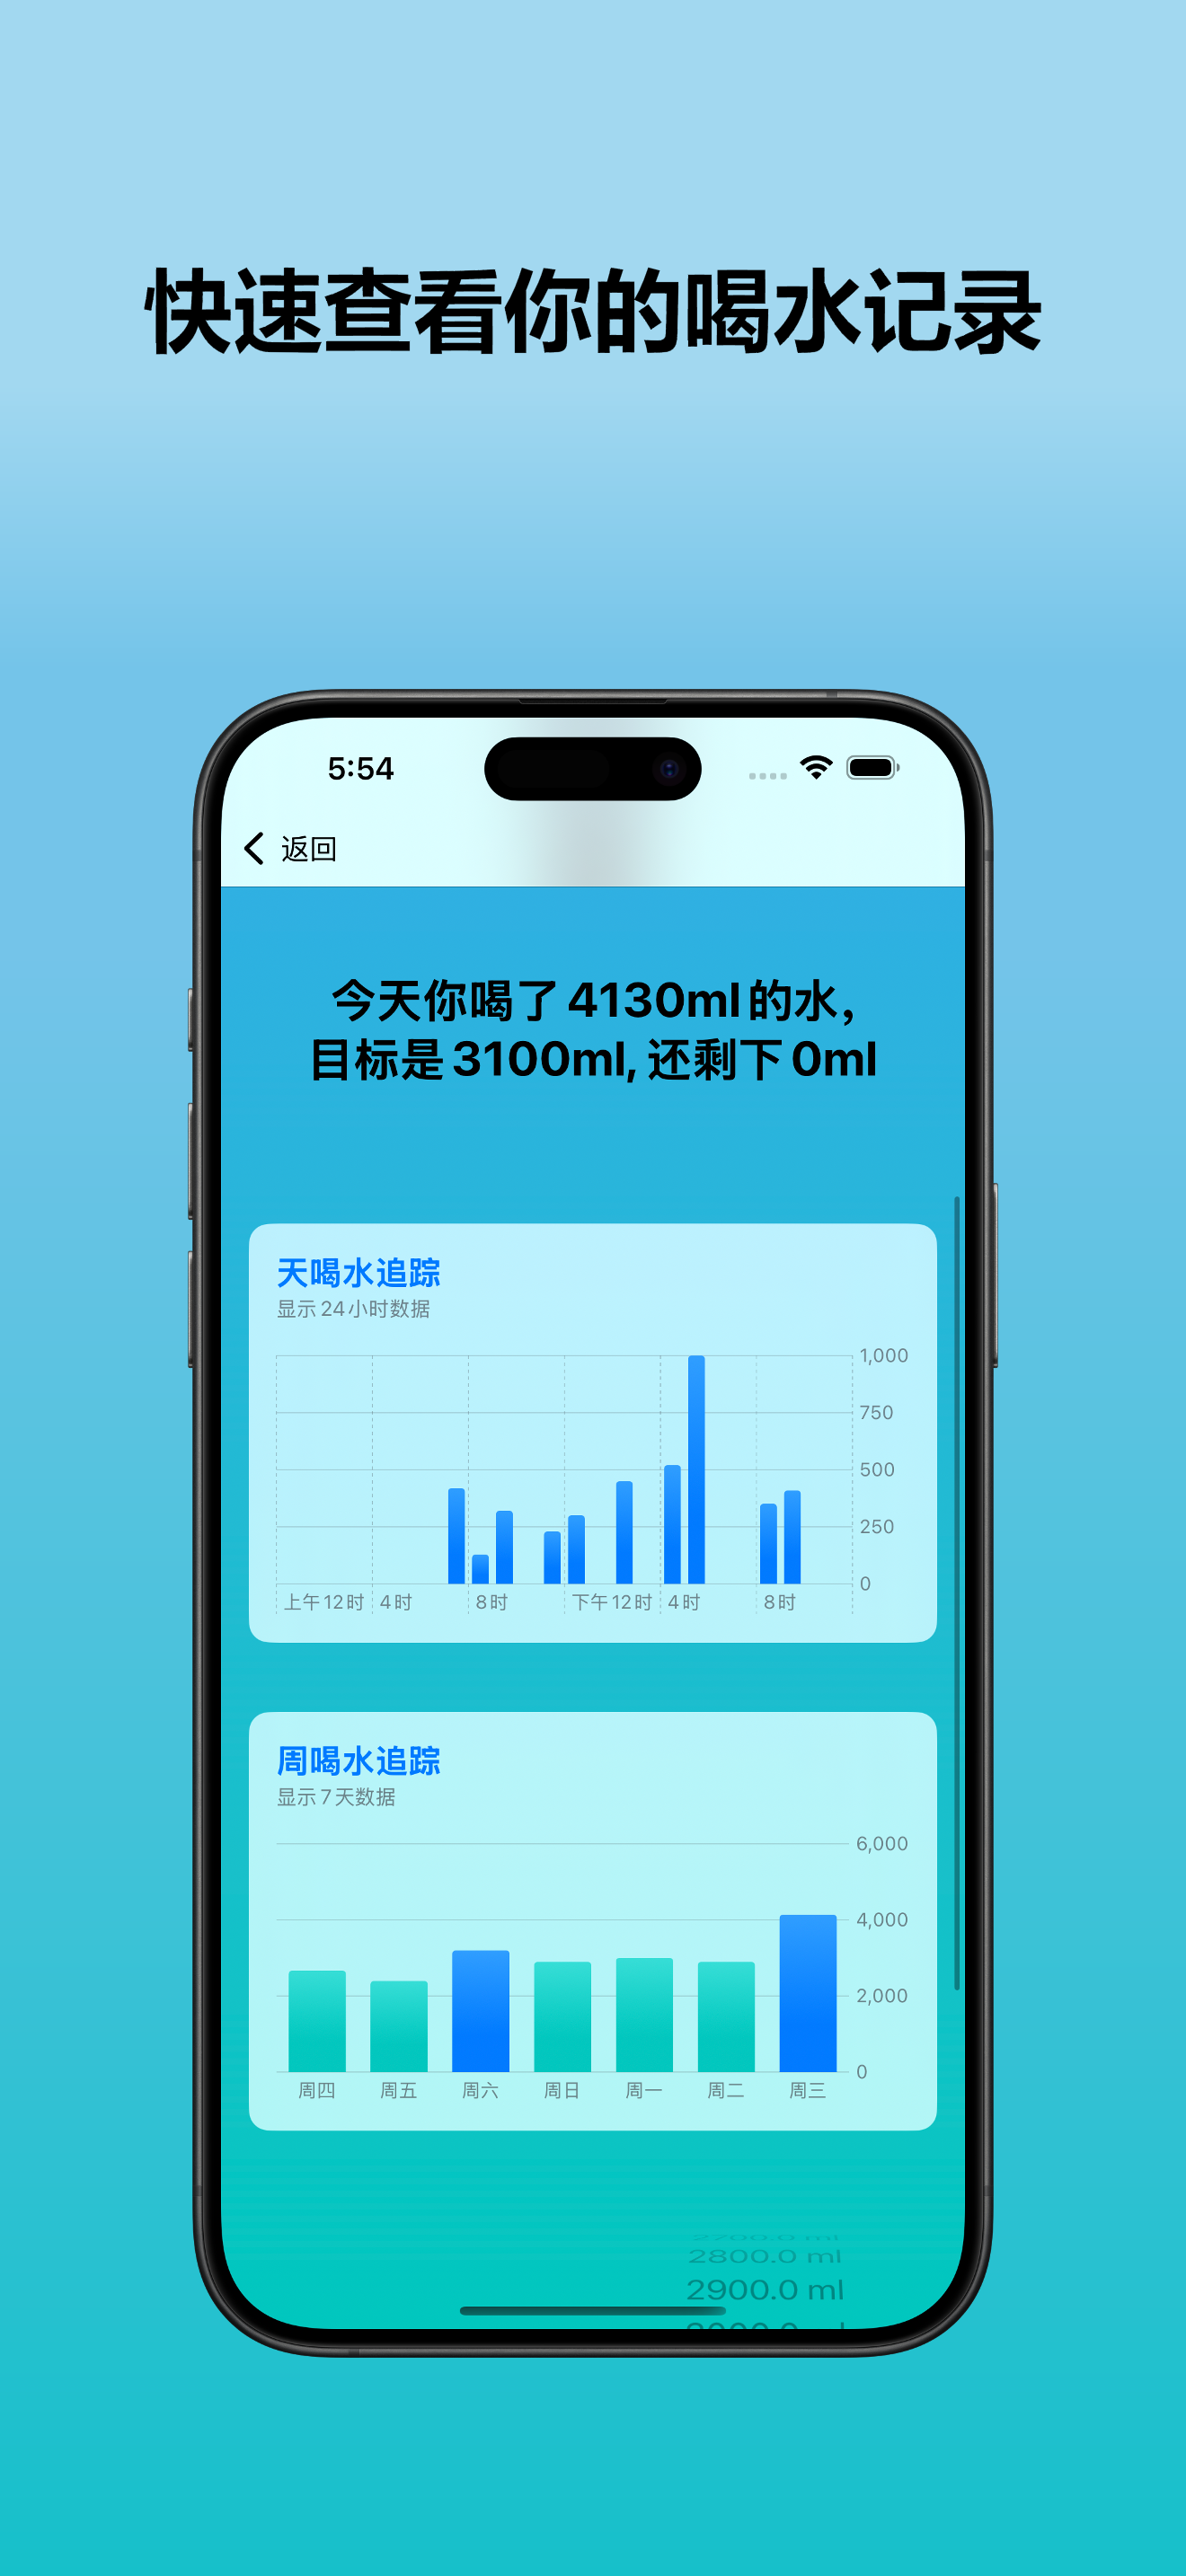 快速查看你的喝水记录
5:54
返回
今天你喝了4130ml的水,
目标是3100ml, 还剩下0ml
天喝水追踪
显示24小时数据
1,000
750
500
250
0
上午12时 4时 8时 下午12时 4时 8时
周喝水追踪
显示7天数据
6,000
4,000
2,000
0
周四 周五 周六 周日 周一 周二 周三
2800.0 ml
2900.0 ml